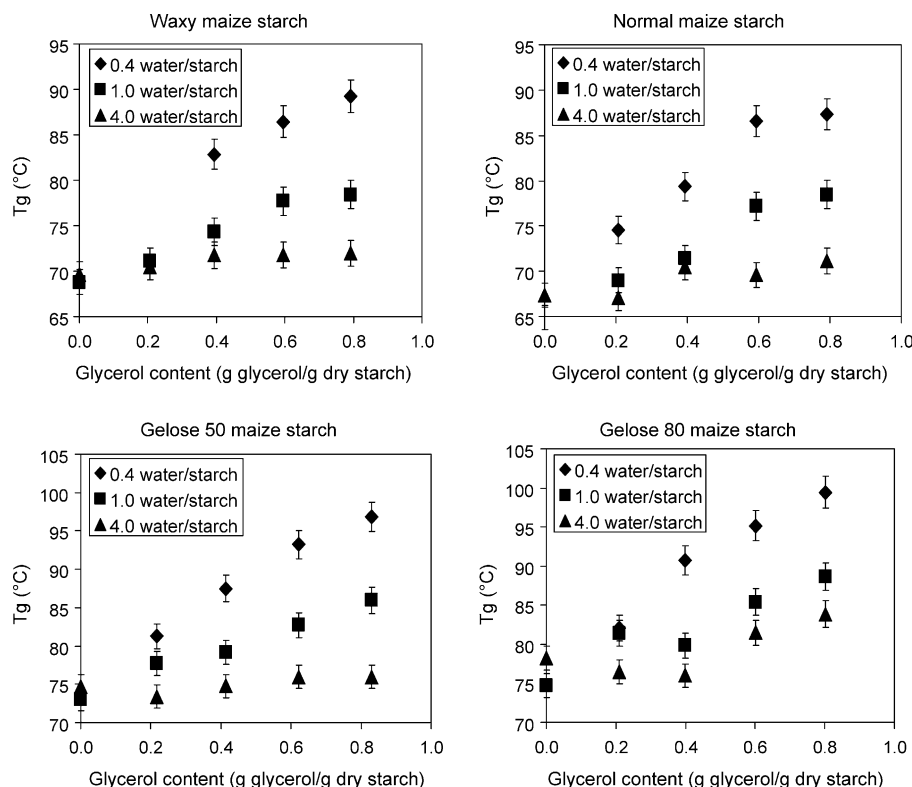 Waxy maize starch
95
90
85
80
75
70
65
Tg (°C)
0.4 water/starch
1.0 water/starch
4.0 water/starch
0.0 0.2 0.4 0.6 0.8 1.0
Glycerol content (g glycerol/g dry starch)
Normal maize starch
95
90
85
80
75
70
65
Tg (°C)
0.4 water/starch
1.0 water/starch
4.0 water/starch
0.0 0.2 0.4 0.6 0.8 1.0
Glycerol content (g glycerol/g dry starch)
Gelose 50 maize starch
105
100
95
90
85
80
75
70
Tg (°C)
0.4 water/starch
1.0 water/starch
4.0 water/starch
0.0 0.2 0.4 0.6 0.8 1.0
Glycerol content (g glycerol/g dry starch)
Gelose 80 maize starch
105
100
95
90
85
80
75
70
Tg (°C)
0.4 water/starch
1.0 water/starch
4.0 water/starch
0.0 0.2 0.4 0.6 0.8 1.0
Glycerol content (g glycerol/g dry starch)